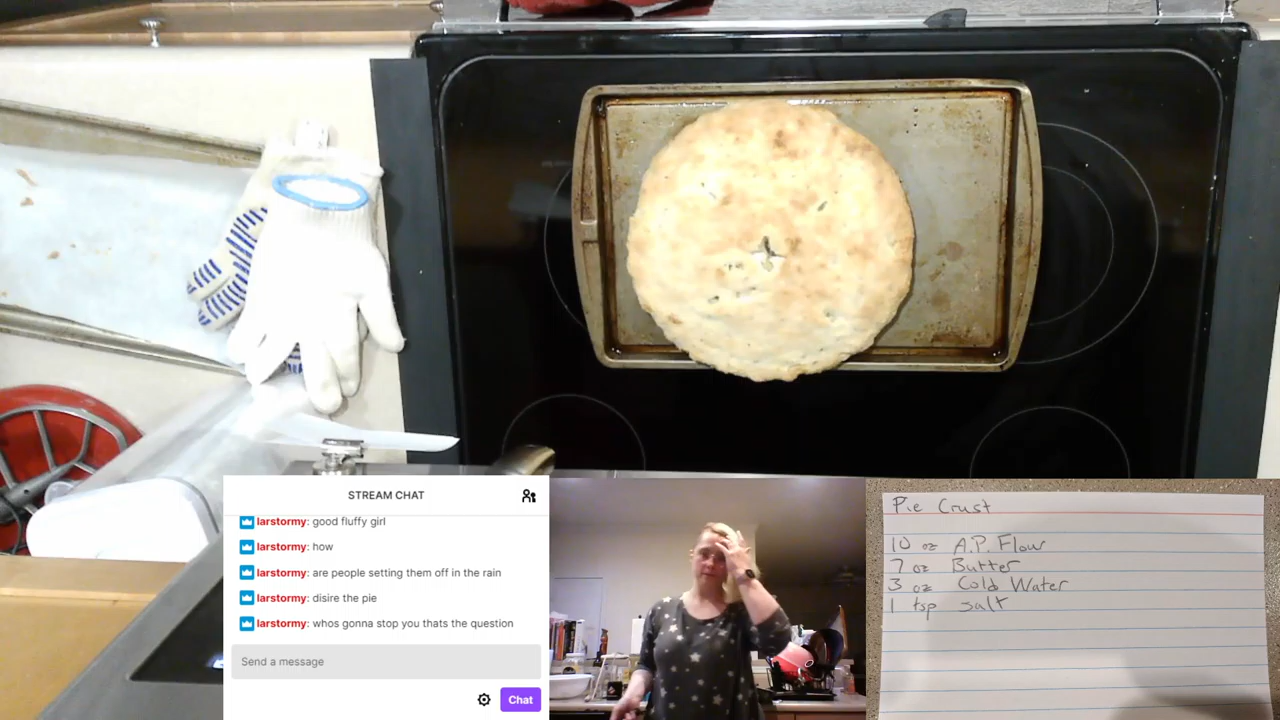 STREAM CHAT
larstormy: good fluffy girl
larstormy: how
larstormy: are people setting them off in the rain
larstormy: disire the pie
larstormy: whos gonna stop you thats the question
Send a message
Chat
Pie Crust
10 oz A.P. Flour
7 oz Butter
3 oz Cold Water
1 tsp salt